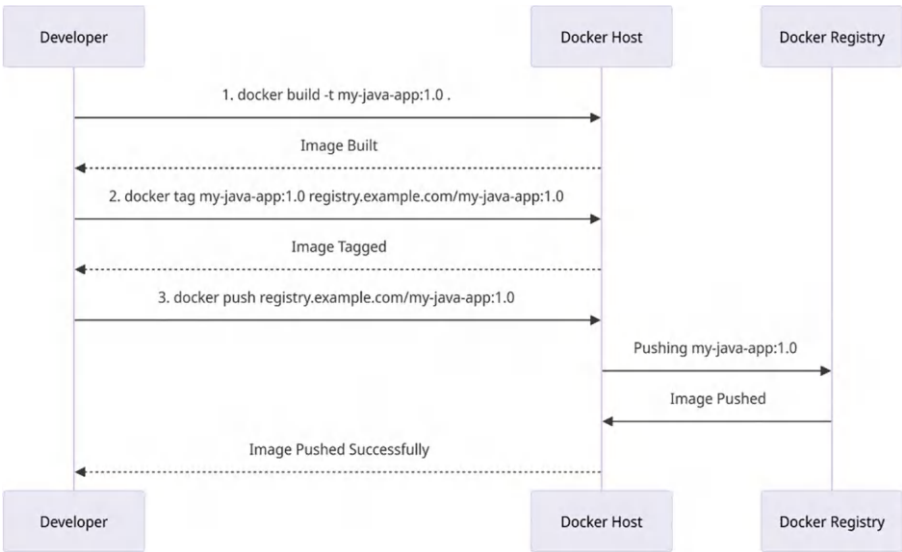 Developer
Docker Host
Docker Registry
1. docker build -t my-java-app:1.0 .
Image Built
2. docker tag my-java-app:1.0 registry.example.com/my-java-app:1.0
Image Tagged
3. docker push registry.example.com/my-java-app:1.0
Pushing my-java-app:1.0
Image Pushed
Image Pushed Successfully
Developer
Docker Host
Docker Registry